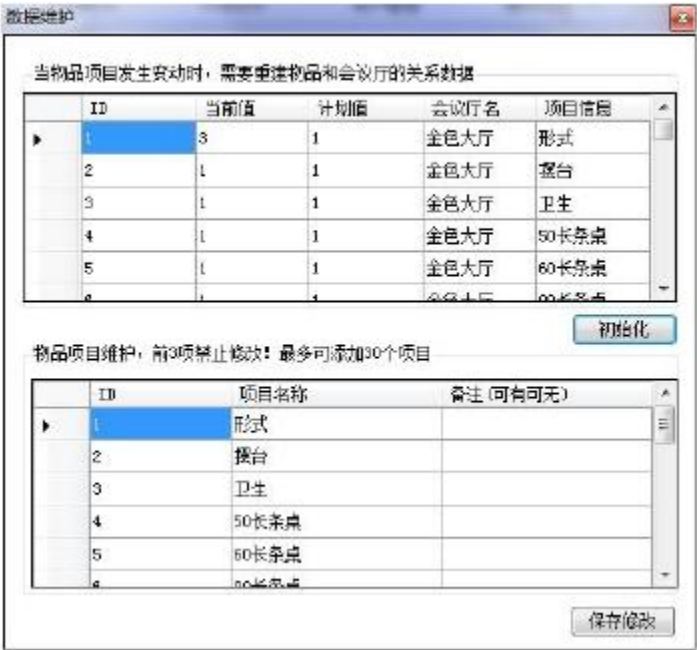 数据维护
当物品项目发生变动时，需要重建物品和会议厅的关系数据
ID 当前值 计划值 会议厅名 项目信息
1 3 1 金色大厅 形式
2 1 1 金色大厅 摆台
3 1 1 金色大厅 卫生
4 1 1 金色大厅 50长条桌
5 1 1 金色大厅 60长条桌
初始化
物品项目维护，前3项禁止修改！最多可添加30个项目
ID 项目名称 备注(可有可无)
1 形式
2 摆台
3 卫生
4 50长条桌
5 60长条桌
保存修改